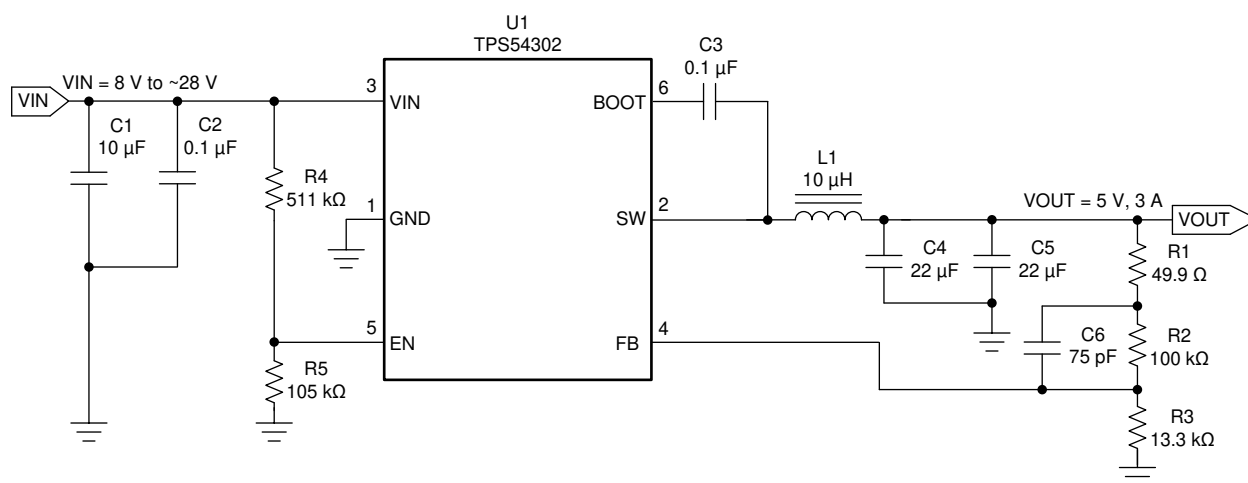 U1
TPS54302
C3
0.1 µF
VIN = 8 V to ~28 V
VIN
3
VIN
6
BOOT
C1
10 µF
C2
0.1 µF
R4
511 kΩ
L1
10 µH
1
GND
2
SW
VOUT = 5 V, 3 A
VOUT
C4
22 µF
C5
22 µF
R1
49.9 Ω
5
EN
4
FB
C6
75 pF
R2
100 kΩ
R5
105 kΩ
R3
13.3 kΩ